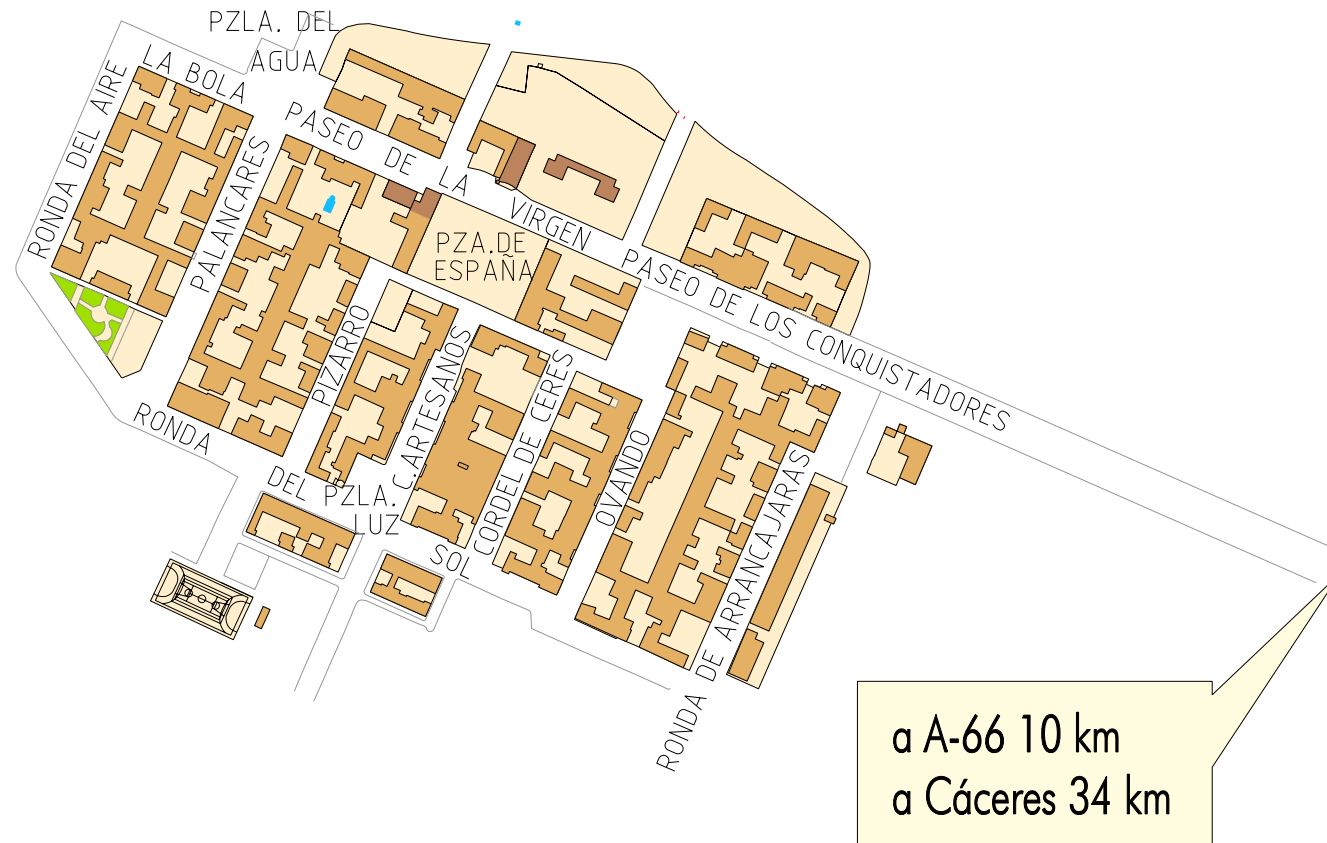 PZLA. DEL
AGUA
LA BOLA
RONDA DEL AIRE
PALANCARES
PASEO DE LA VIRGEN
PZA.DE
ESPAÑA
PASEO DE LOS CONQUISTADORES
PIZARRO
C.ARTESANOS
CORDEL DE CERES
OVANDO
RONDA DE ARRANCAJARAS
RONDA DEL SOL
PZLA.
LUZ
a A-66 10 km
a Cáceres 34 km